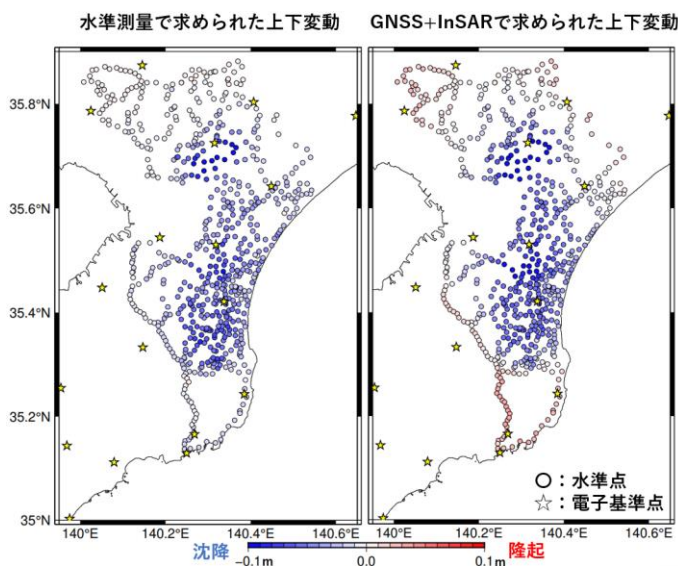 水準測量で求められた上下変動
GNSS+InSARで求められた上下変動
35.8°
35.6°
35.4°
35.2°
35°N
140°E
140.2°
140.4°
140.6°
140°E
140.2°
140.4°
140.6°
○：水準点
☆：電子基準点
沈降
-0.1m
0.0
0.1m
隆起